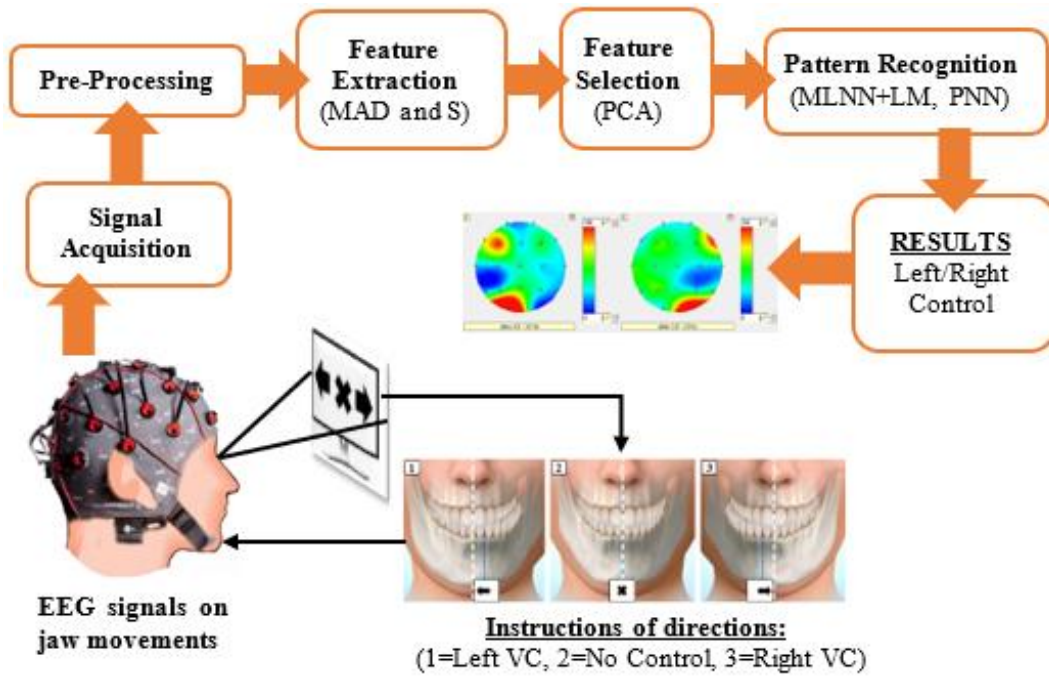 Pre-Processing
Feature
Extraction
(MAD and S)
Feature
Selection
(PCA)
Pattern Recognition
(MLNN+LM, PNN)
Signal
Acquisition
RESULTS
Left/Right
Control
1
2
3
EEG signals on
jaw movements
Instructions of directions:
(1=Left VC, 2=No Control, 3=Right VC)